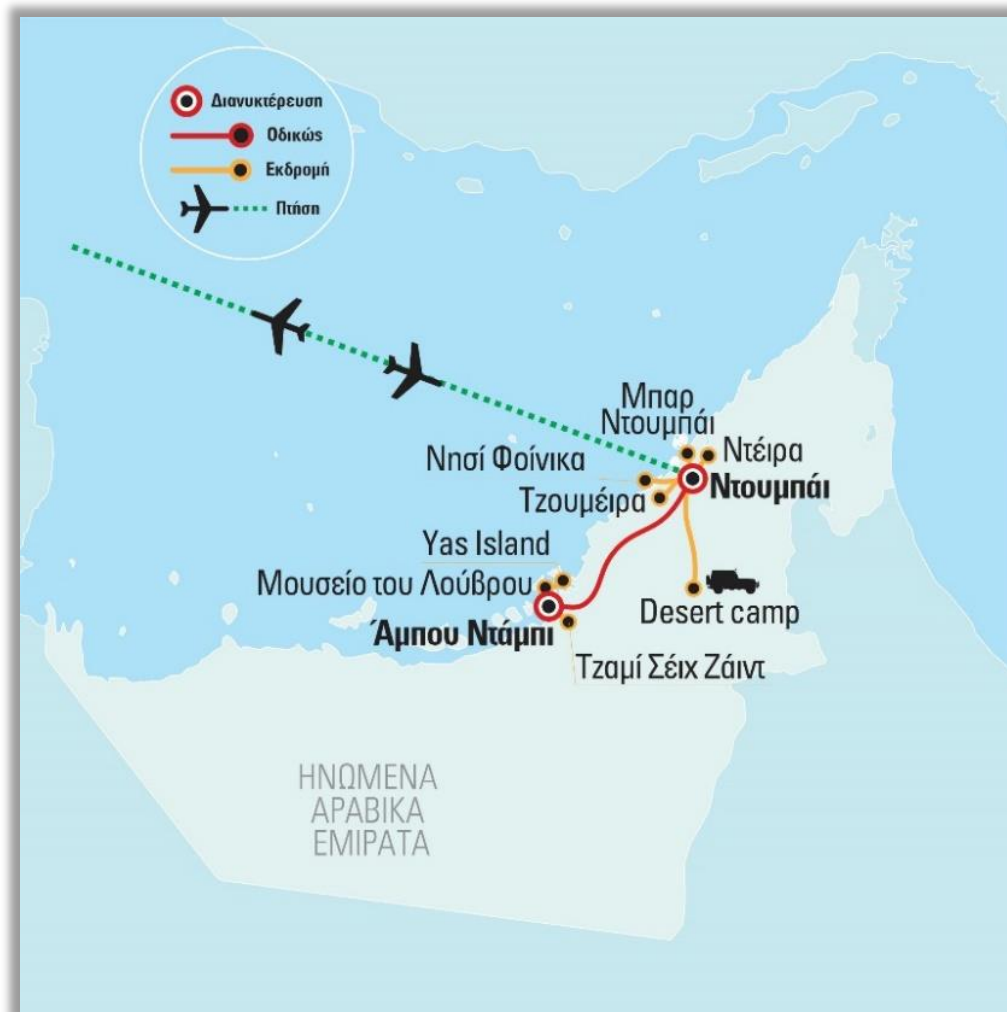 Διανυκτέρευση
Οδικώς
Εκδρομή
Πτήση
Μπαρ
Ντουμπάι
Ντέιρα
Νησί Φοίνικα
Ντουμπάι
Τζουμέιρα
Yas Island
Μουσείο του Λούβρου
Desert camp
Άμπου Ντάμπι
Τζαμί Σέιχ Ζάιντ
ΗΝΩΜΕΝΑ
ΑΡΑΒΙΚΑ
ΕΜΙΡΑΤΑ